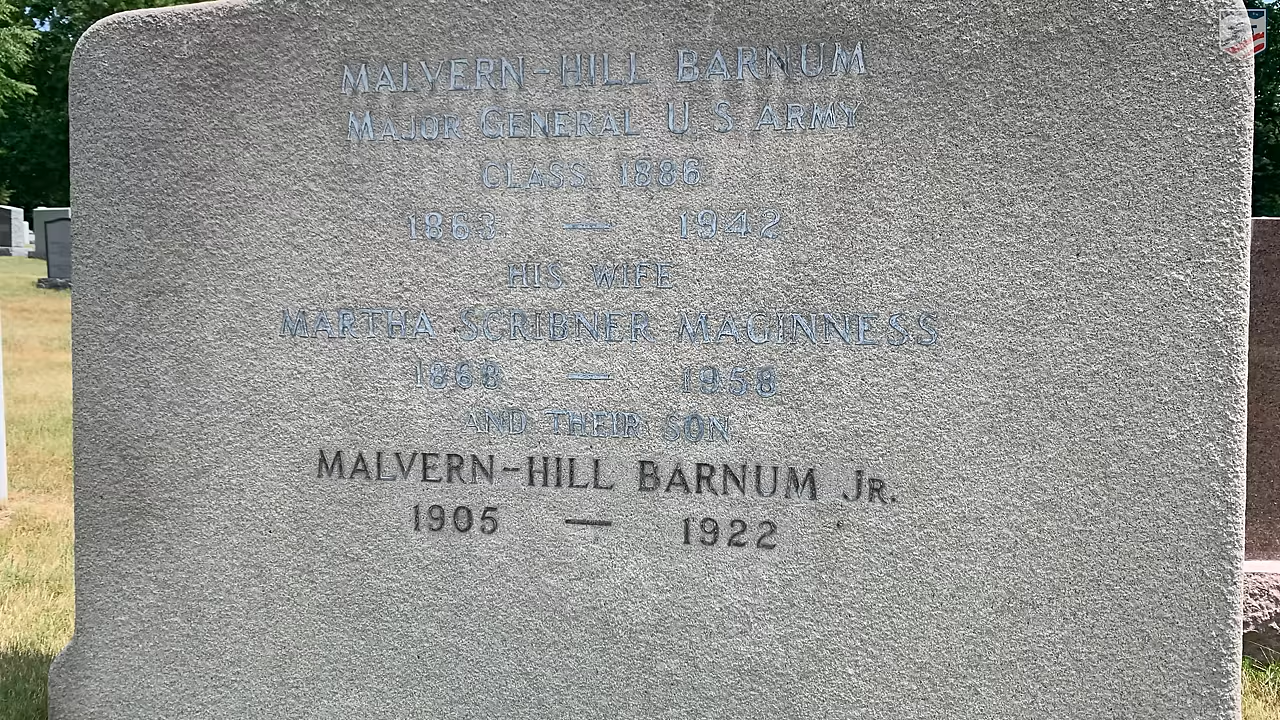 MALVERN-HILL BARNUM
MAJOR GENERAL U S ARMY
CLASS 1886
1863 — 1942
HIS WIFE
MARTHA SCRIBNER MAGINNESS
1868 — 1958
AND THEIR SON
MALVERN-HILL BARNUM JR.
1905 — 1922